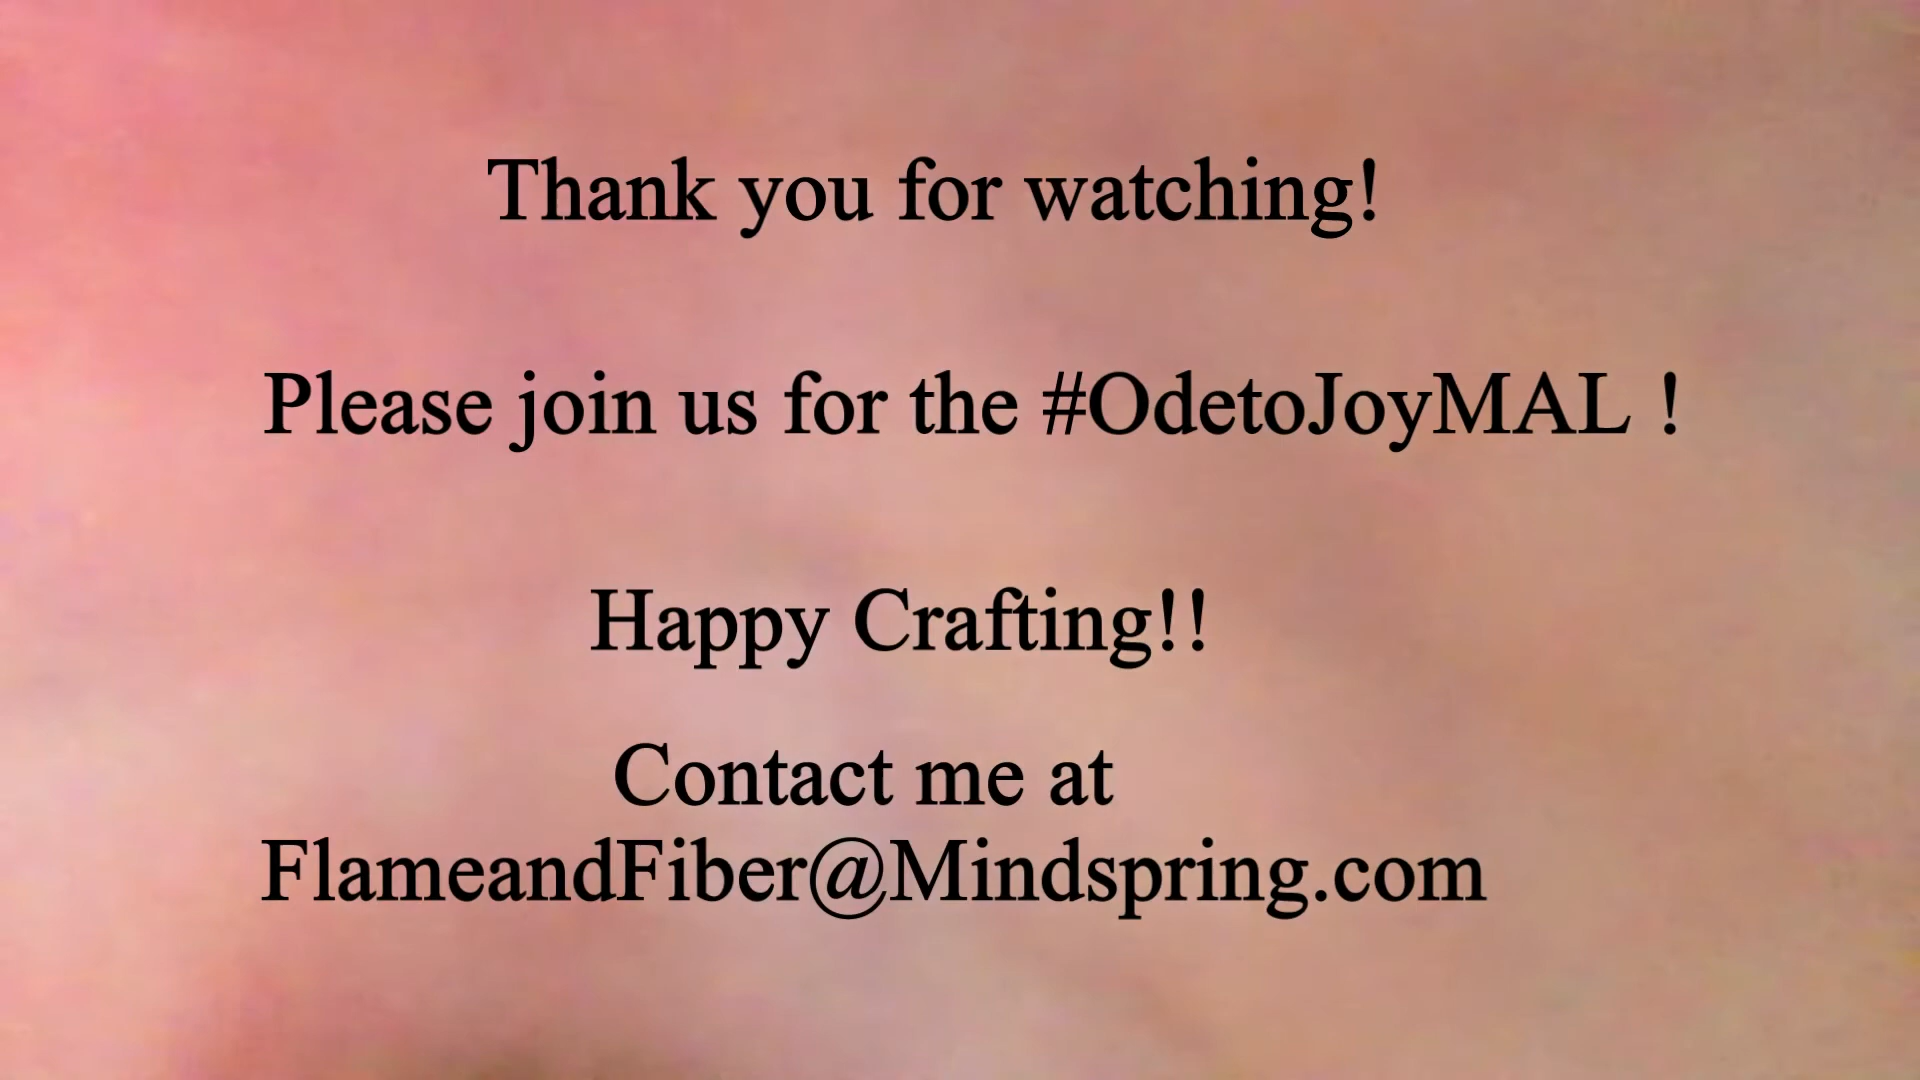 Thank you for watching!
Please join us for the #OdetoJoyMAL !
Happy Crafting!!
Contact me at
FlameandFiber@Mindspring.com